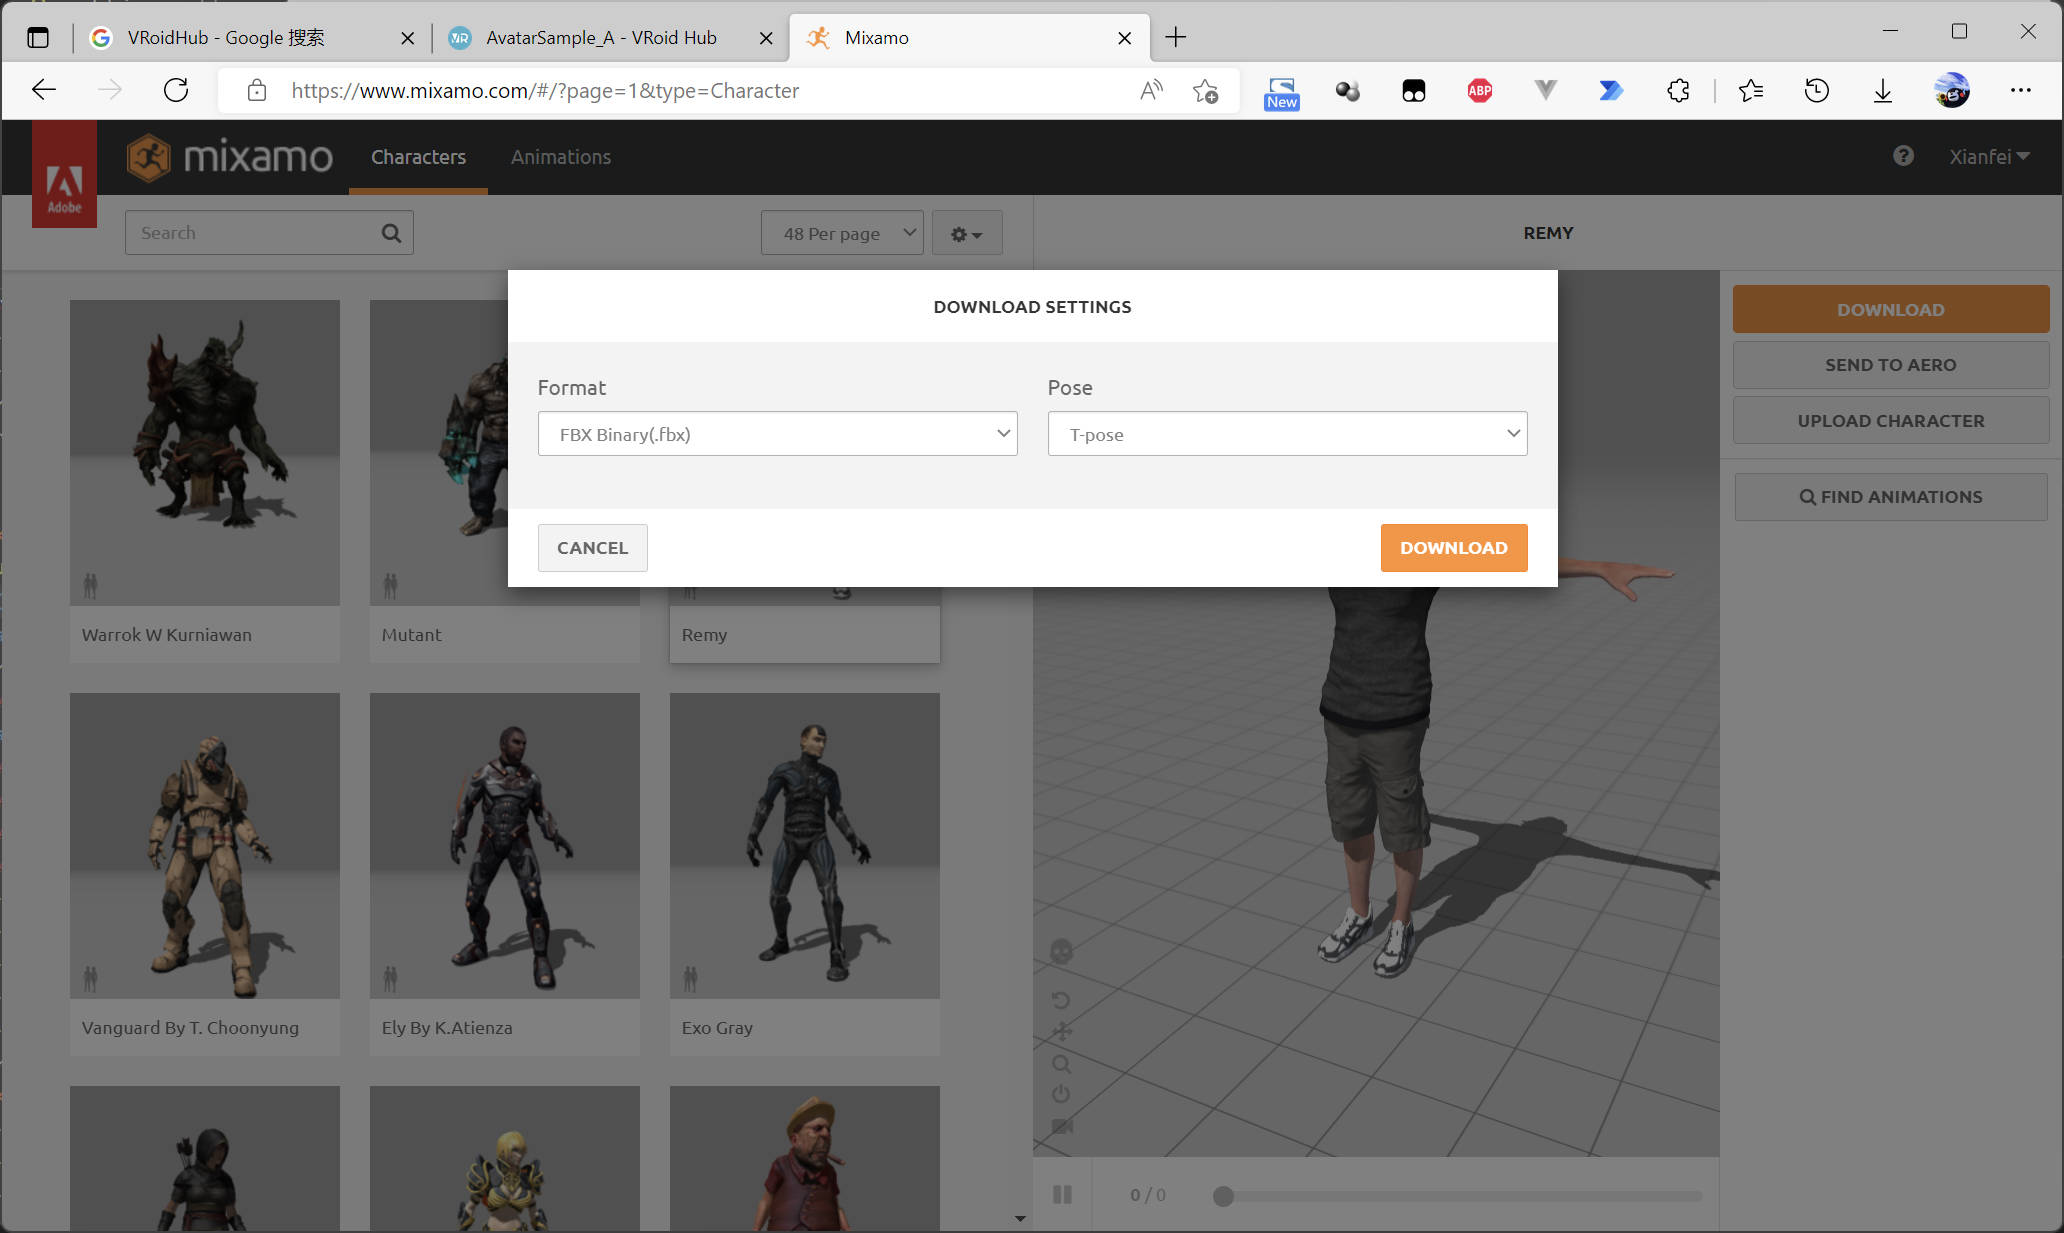 VRoidHub - Google 搜索
AvatarSample_A - VRoid Hub
Mixamo
https://www.mixamo.com/#/?page=1&type=Character
New
ABP
Adobe
mixamo
Characters
Animations
Xianfei
Search
48 Per page
REMY
DOWNLOAD SETTINGS
Format
Pose
FBX Binary(.fbx)
T-pose
CANCEL
DOWNLOAD
DOWNLOAD
SEND TO AERO
UPLOAD CHARACTER
FIND ANIMATIONS
Warrok W Kurniawan
Mutant
Remy
Vanguard By T. Choonyung
Ely By K.Atienza
Exo Gray
0 / 0